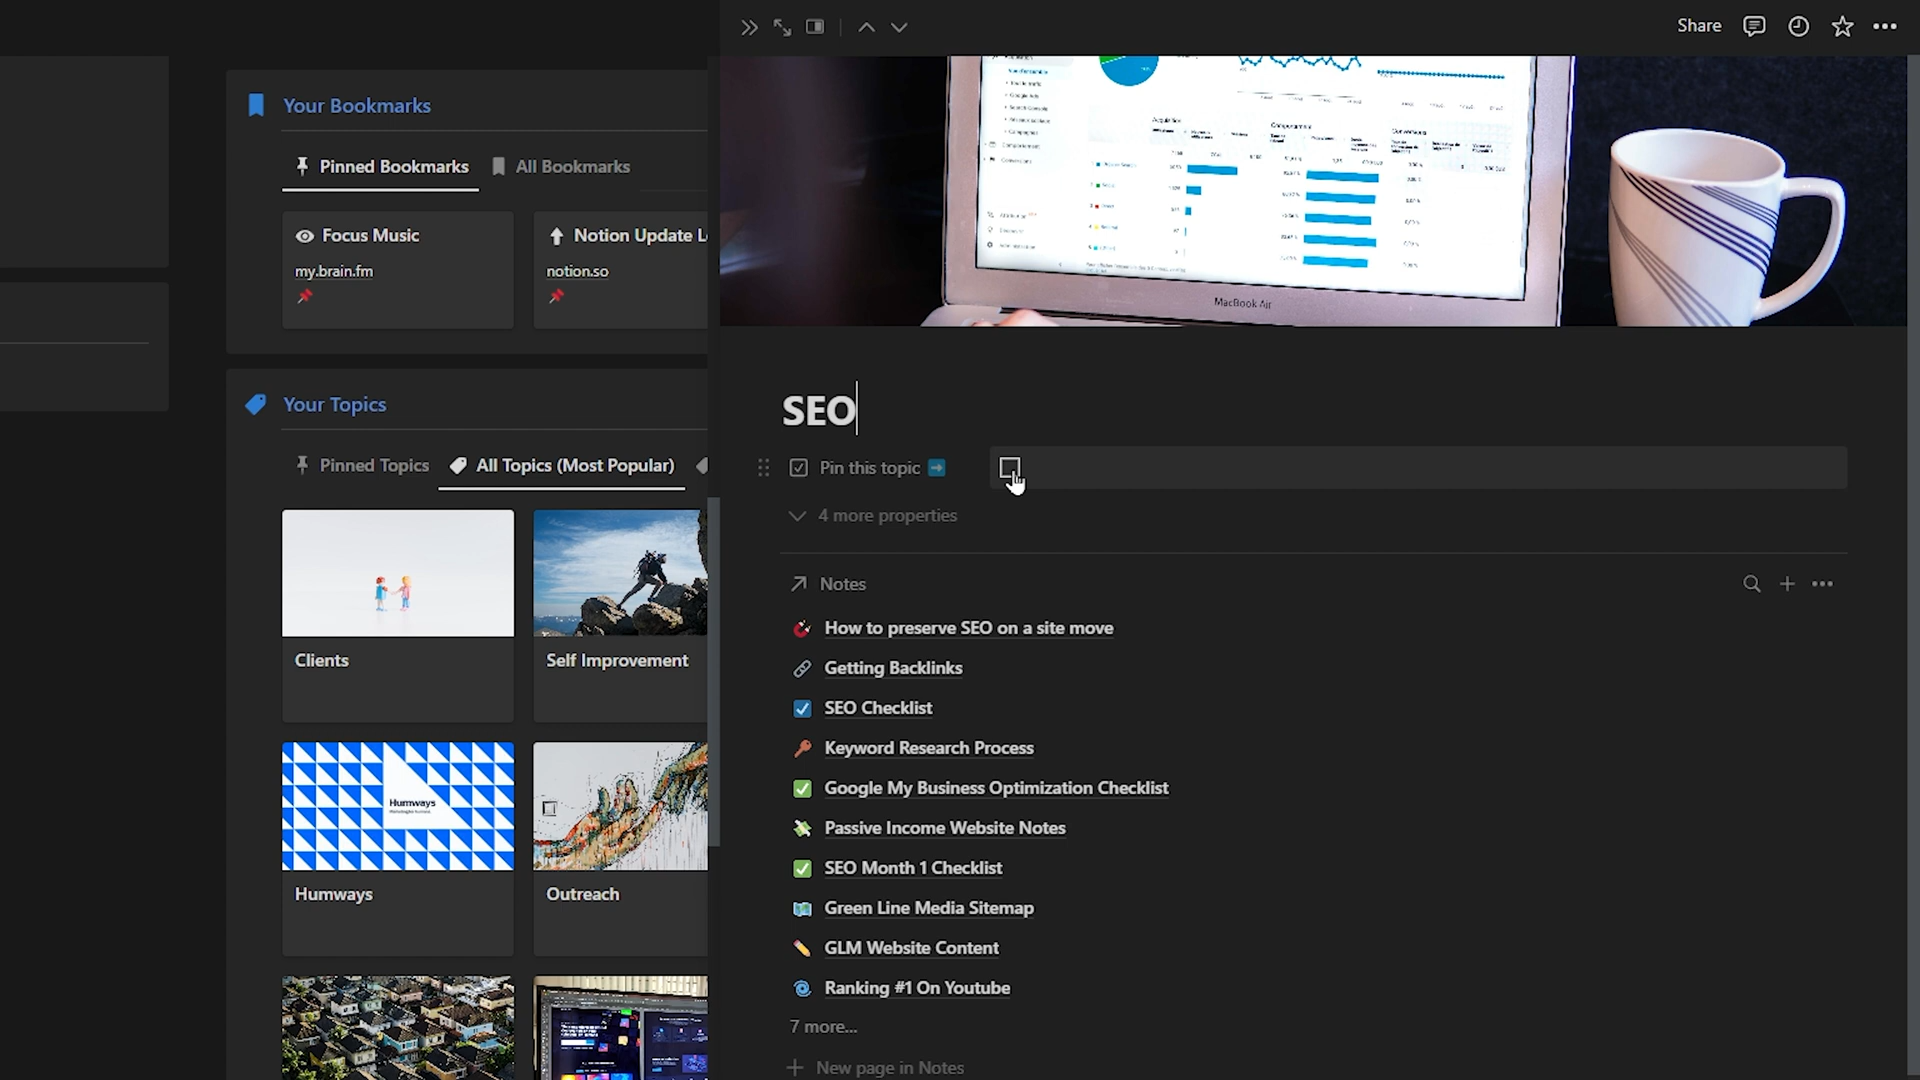 Share
Your Bookmarks
Pinned Bookmarks
All Bookmarks
Focus Music
my.brain.fm
Notion Update L
notion.so
Your Topics
Pinned Topics
All Topics (Most Popular)
Clients
Self Improvement
Humways
Humways
Outreach
MacBook Air
SEO
Pin this topic
4 more properties
Notes
How to preserve SEO on a site move
Getting Backlinks
SEO Checklist
Keyword Research Process
Google My Business Optimization Checklist
Passive Income Website Notes
SEO Month 1 Checklist
Green Line Media Sitemap
GLM Website Content
Ranking #1 On Youtube
7 more...
New page in Notes